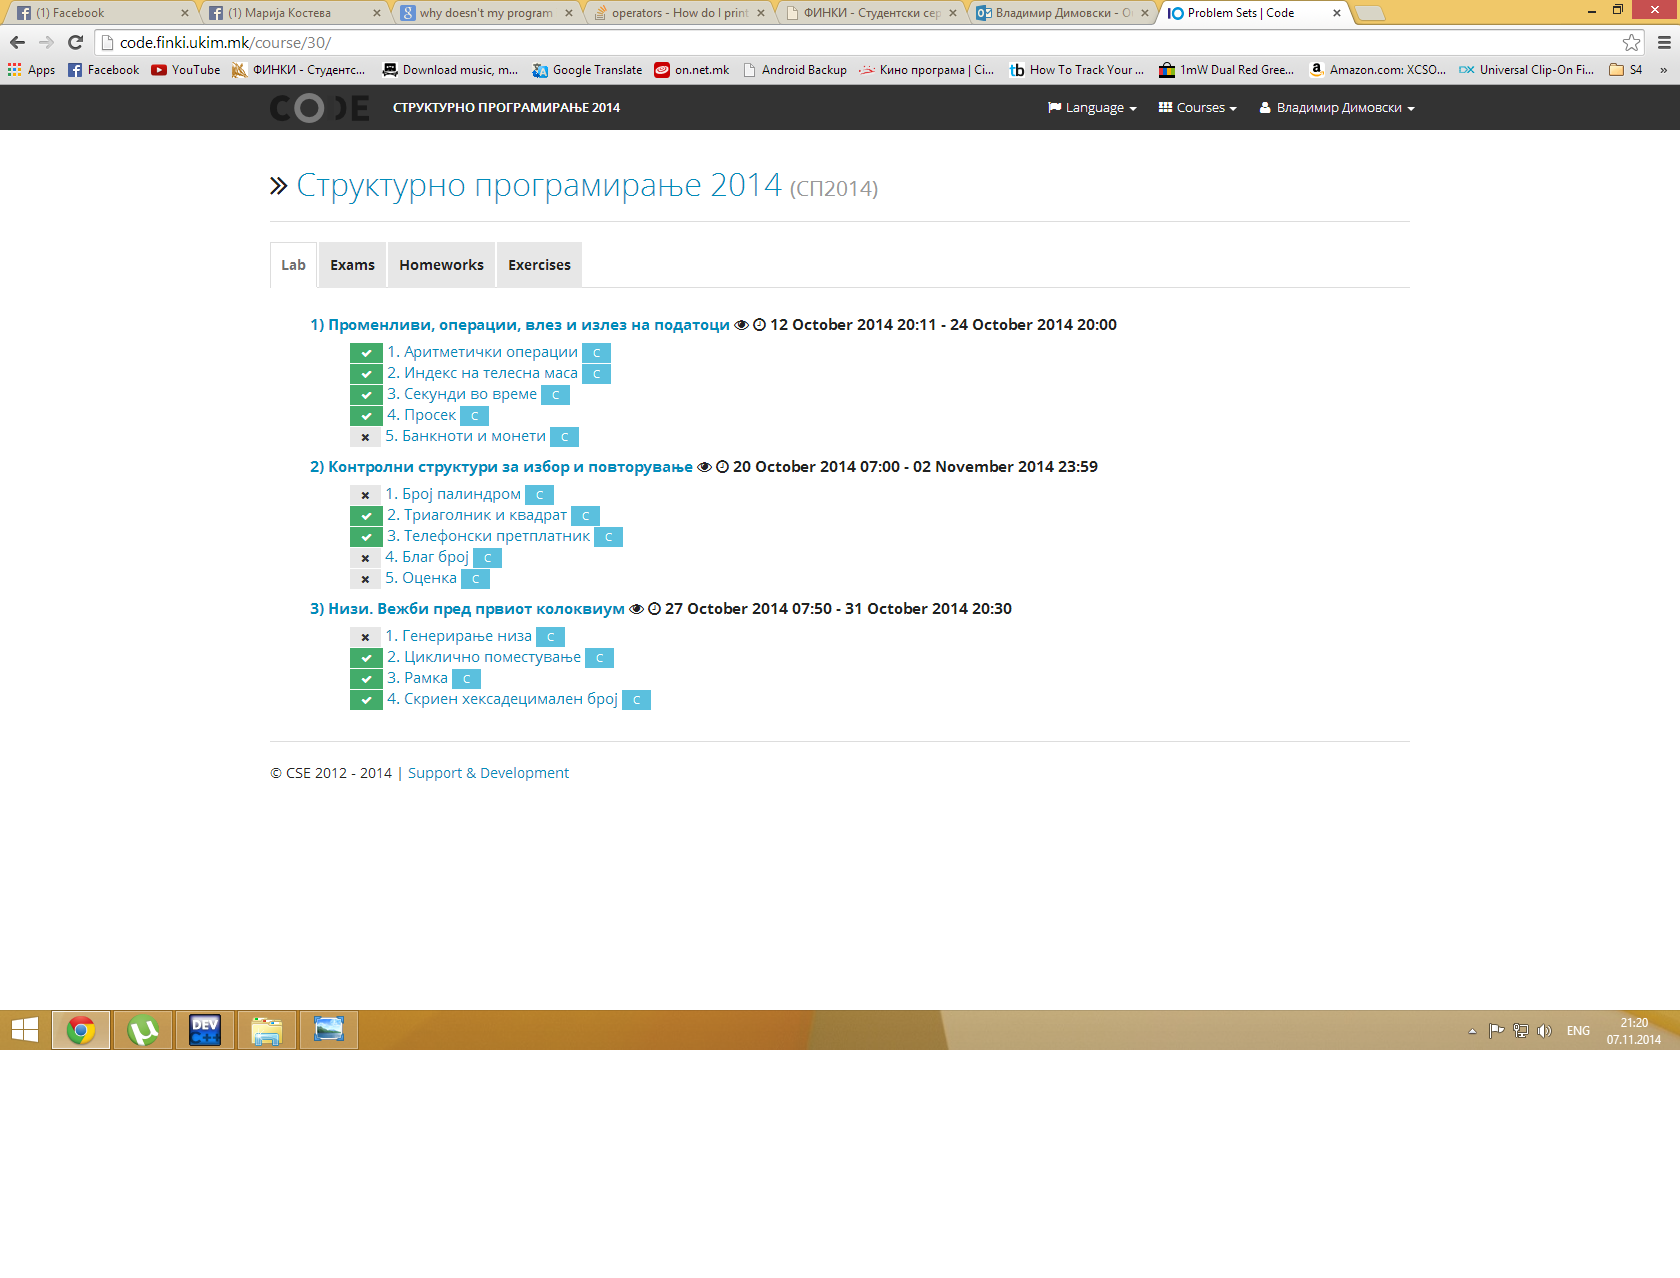 (1) Facebook
(1) Марија Костева
why doesn't my program
operators - How do I print
ФИНКИ - Студентски сер
Владимир Димовски - O
Problem Sets | Code
code.finki.ukim.mk/course/30/
Apps Facebook YouTube ФИНКИ - Студентс... Download music, m... Google Translate on.net.mk Android Backup Кино програма | Ci... How To Track Your ... 1mW Dual Red Gree... Amazon.com: XCSO... Universal Clip-On Fi... S4 »
CODE СТРУКТУРНО ПРОГРАМИРАЊЕ 2014 Language Courses Владимир Димовски
Структурно програмирање 2014 (СП2014)
Lab Exams Homeworks Exercises
1) Променливи, операции, влез и излез на податоци 12 October 2014 20:11 - 24 October 2014 20:00
1. Аритметички операции C
2. Индекс на телесна маса C
3. Секунди во време C
4. Просек C
5. Банкноти и монети C
2) Контролни структури за избор и повторување 20 October 2014 07:00 - 02 November 2014 23:59
1. Број палиндром C
2. Триаголник и квадрат C
3. Телефонски претплатник C
4. Благ број C
5. Оценка C
3) Низи. Вежби пред првиот колоквиум 27 October 2014 07:50 - 31 October 2014 20:30
1. Генерирање низа C
2. Циклично поместување C
3. Рамка C
4. Скриен хексадецимален број C
© CSE 2012 - 2014 | Support & Development
DEV C++
ENG
21:20
07.11.2014